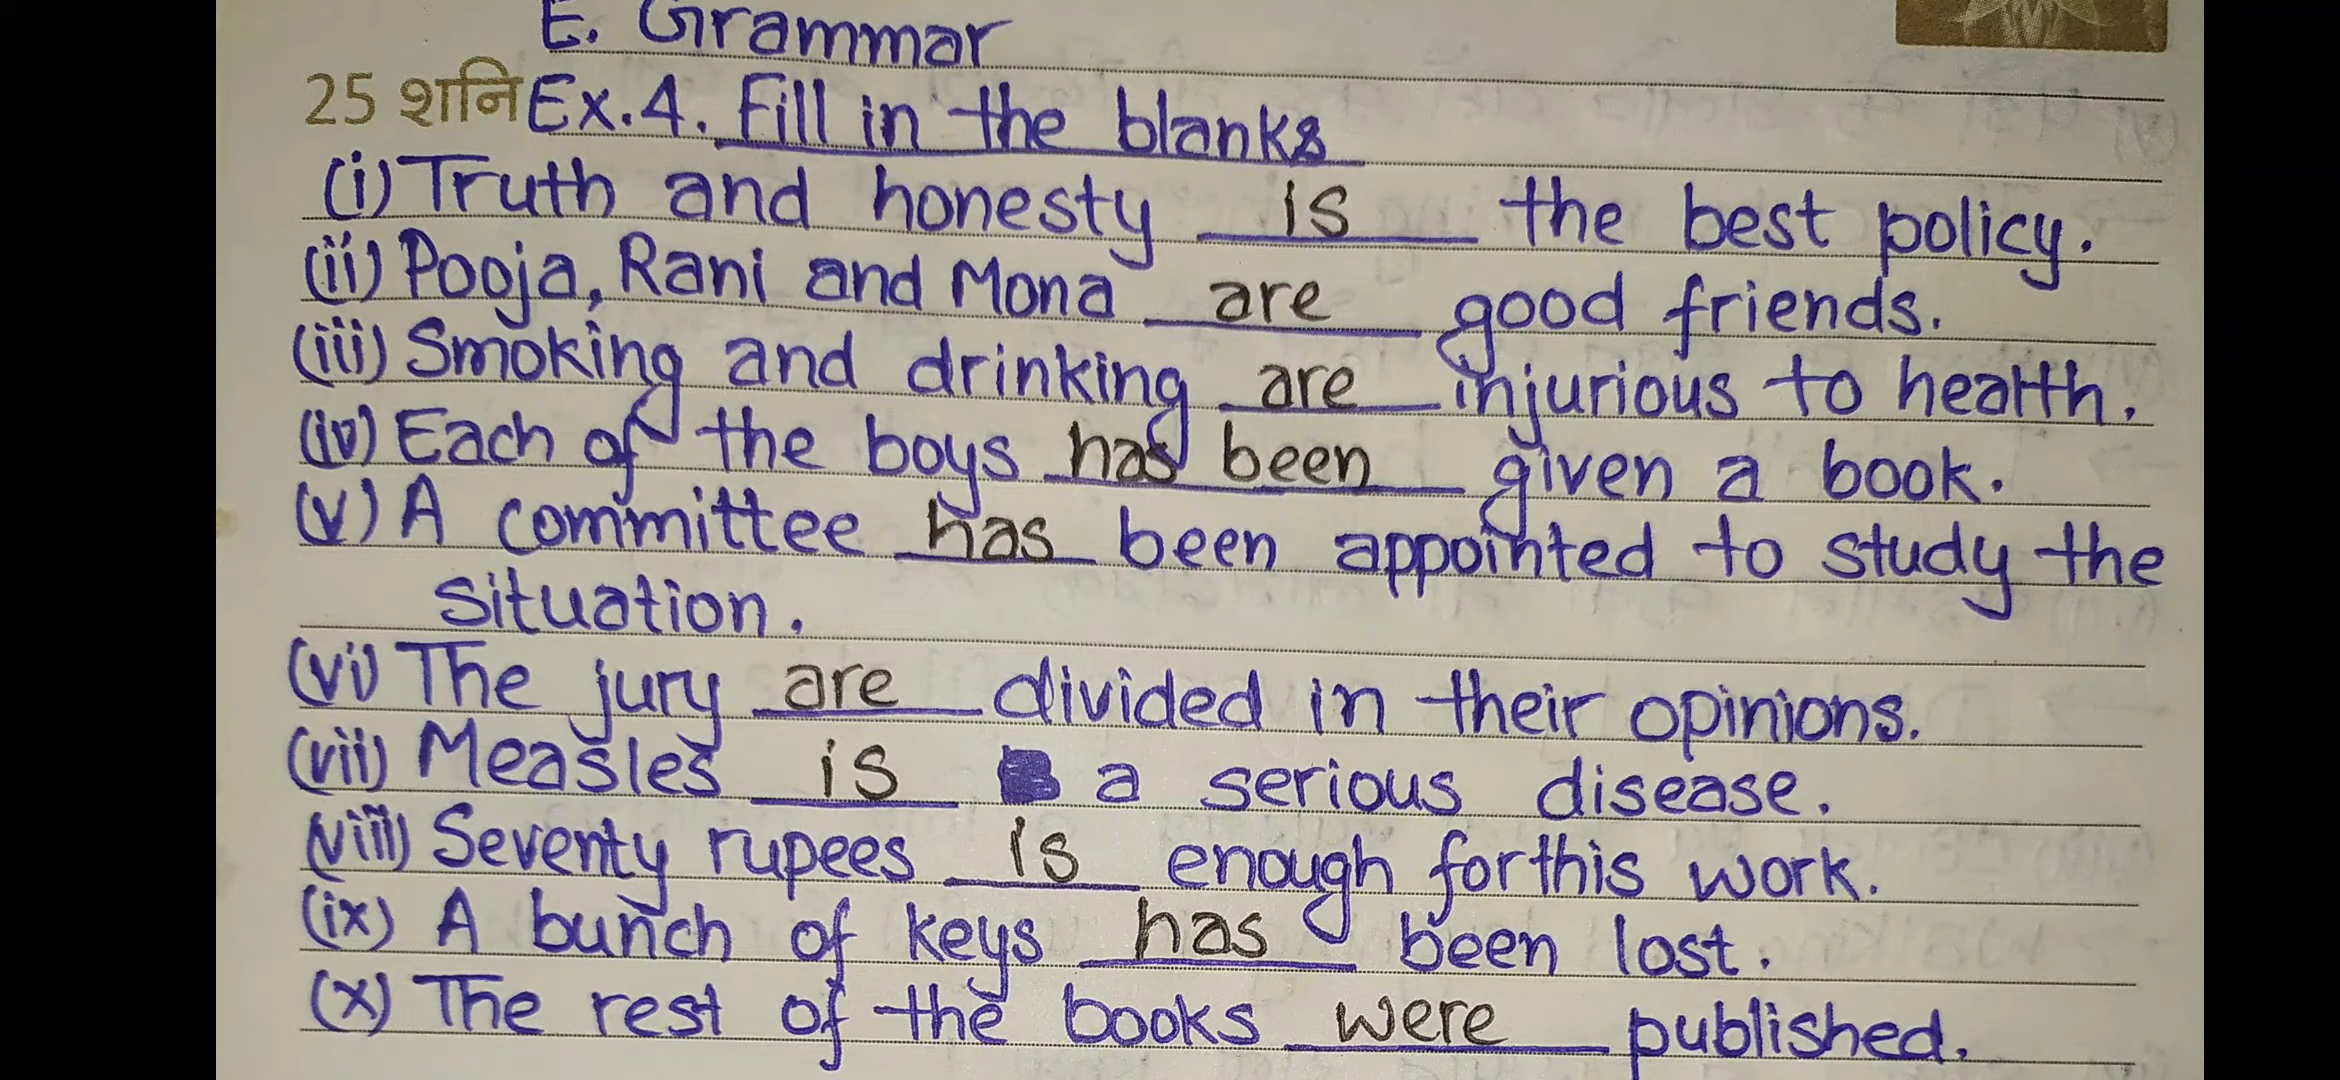 E. Grammar
25 शनि Ex.4. Fill in the blanks
(i) Truth and honesty is the best policy.
(ii) Pooja, Rani and Mona are good friends.
(iii) Smoking and drinking are injurious to health.
(iv) Each of the boys has been given a book.
(v) A committee has been appointed to study the
situation.
(vi) The jury are divided in their opinions.
(vii) Measles is a serious disease.
(viii) Seventy rupees is enough for this work.
(ix) A bunch of keys has been lost.
(x) The rest of the books were published.